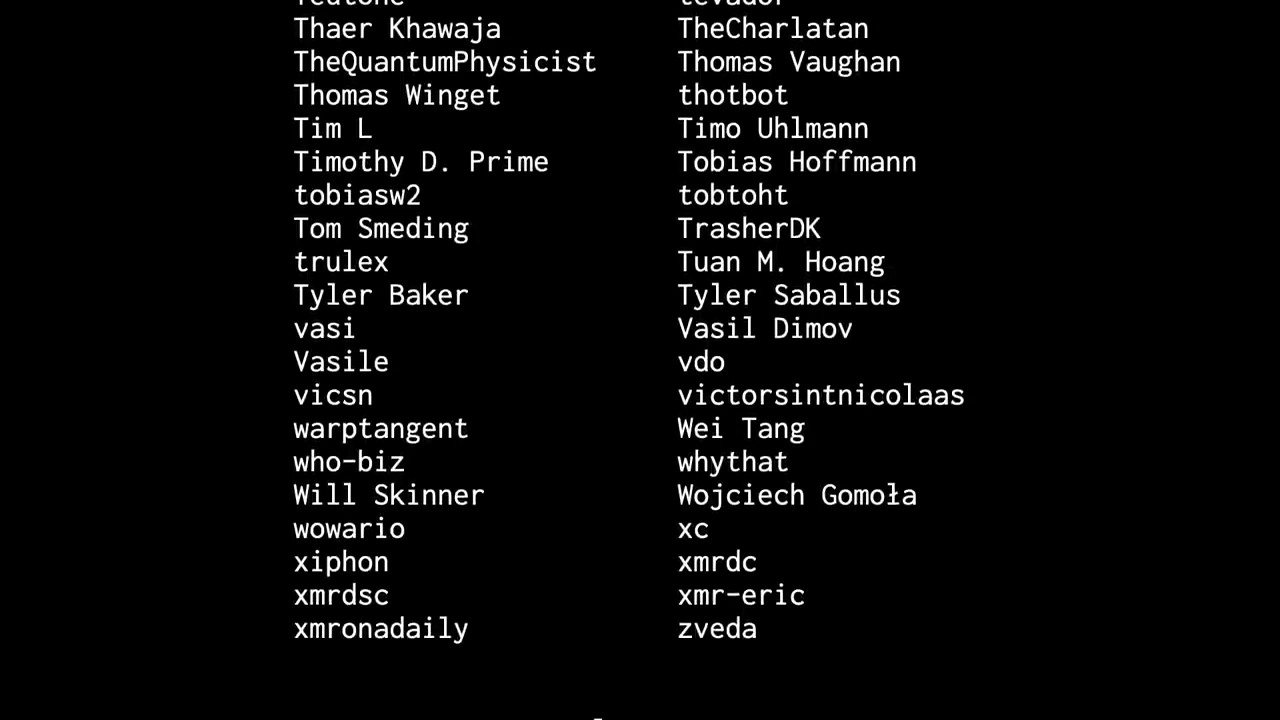 Thaer Khawaja TheCharlatan
TheQuantumPhysicist Thomas Vaughan
Thomas Winget thotbot
Tim L Timo Uhlmann
Timothy D. Prime Tobias Hoffmann
tobiasw2 tobtoht
Tom Smeding TrasherDK
trulex Tuan M. Hoang
Tyler Baker Tyler Saballus
vasi Vasil Dimov
Vasile vdo
vicsn victorsintnicolaas
warptangent Wei Tang
who-biz whythat
Will Skinner Wojciech Gomoła
wowario xc
xiphon xmrdc
xmrdsc xmr-eric
xmronadaily zveda